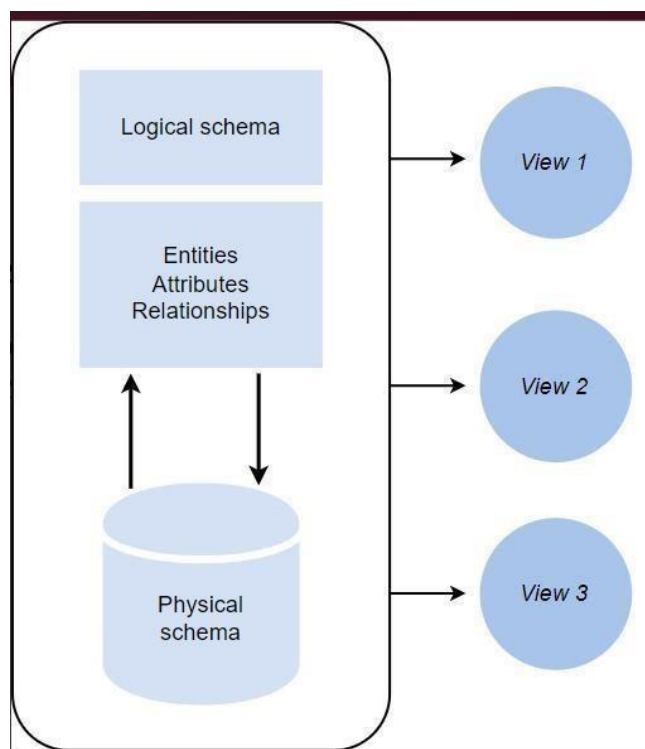 Logical schema
View 1
Entities
Attributes
Relationships
View 2
Physical
schema
View 3